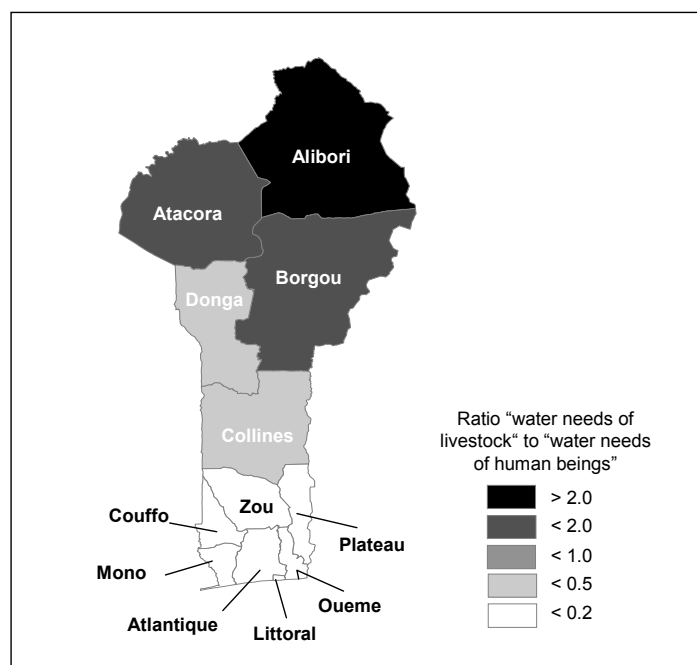 Alibori
Atacora
Borgou
Donga
Collines
Zou
Couffo
Plateau
Mono
Oueme
Atlantique
Littoral
Ratio “water needs of
livestock“ to “water needs
of human beings”
> 2.0
< 2.0
< 1.0
< 0.5
< 0.2